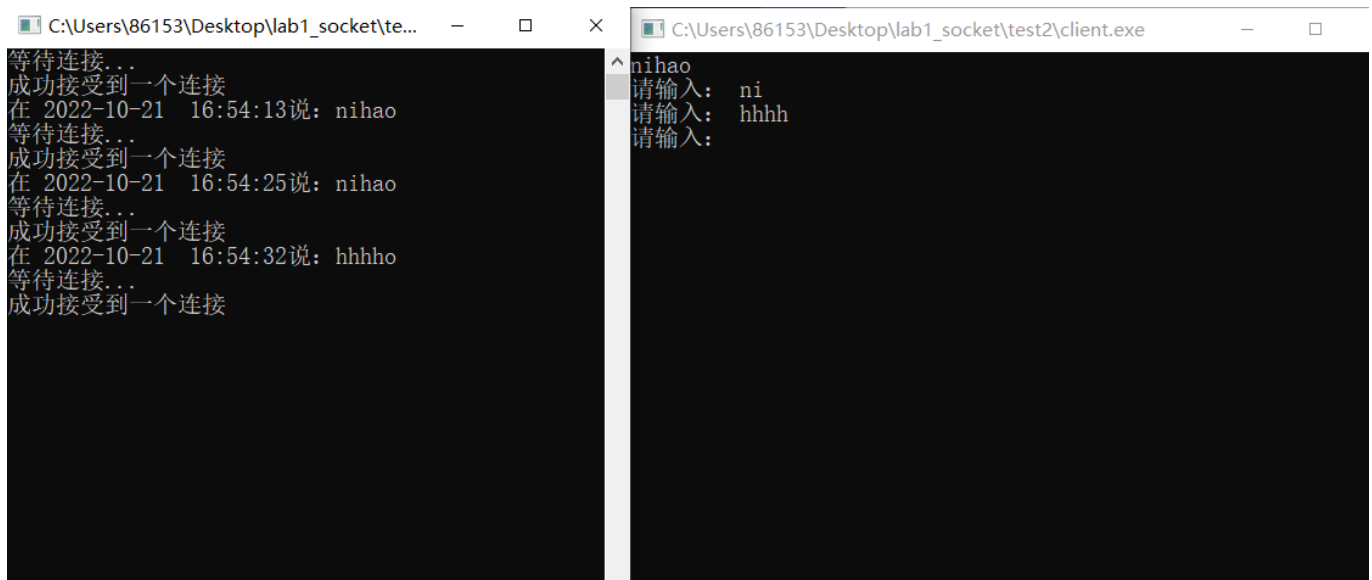 C:\Users\86153\Desktop\lab1_socket\te...
等待连接...
成功接受到一个连接
在 2022-10-21  16:54:13说：nihao
等待连接...
成功接受到一个连接
在 2022-10-21  16:54:25说：nihao
等待连接...
成功接受到一个连接
在 2022-10-21  16:54:32说：hhhho
等待连接...
成功接受到一个连接
C:\Users\86153\Desktop\lab1_socket\test2\client.exe
nihao
请输入： ni
请输入： hhhh
请输入：